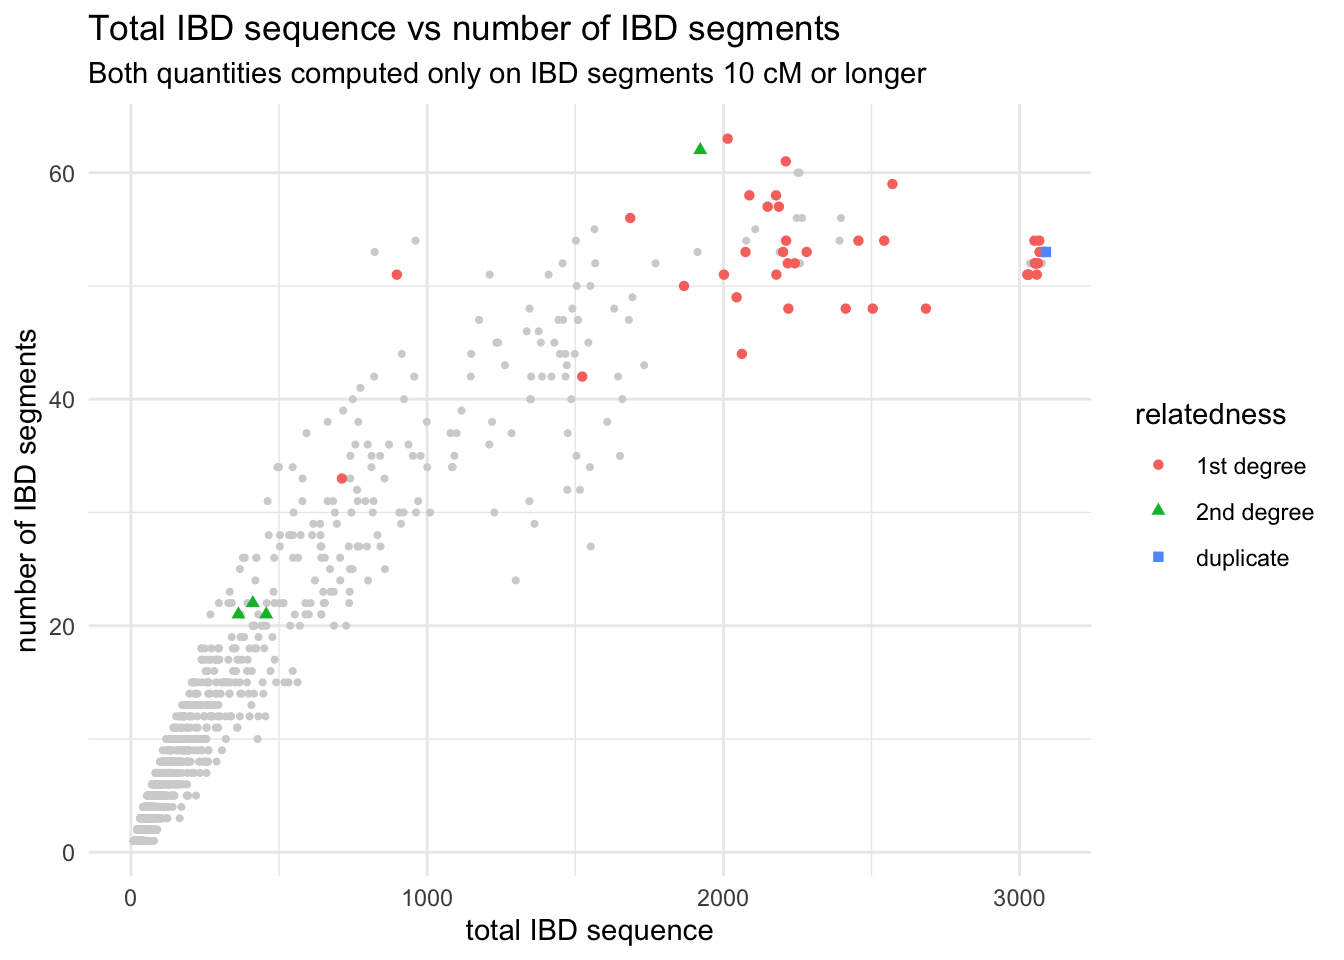 Total IBD sequence vs number of IBD segments
Both quantities computed only on IBD segments 10 cM or longer
number of IBD segments
60
40
20
0
0 1000 2000 3000
total IBD sequence
relatedness
1st degree
2nd degree
duplicate